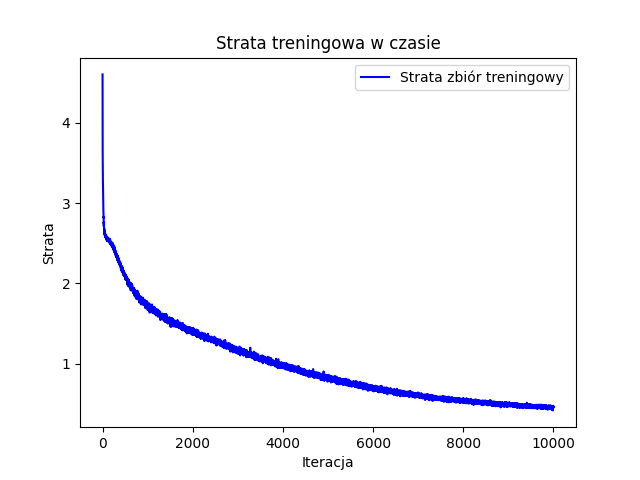 Strata treningowa w czasie
Strata zbiór treningowy
Strata
4
3
2
1
0
2000
4000
6000
8000
10000
Iteracja